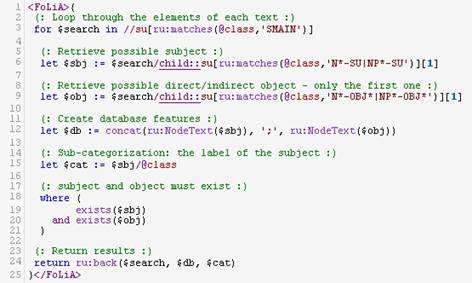 1 <FoLiA>{
2 (: Loop through the elements of each text :)
3 for $search in //su[ru:matches(@class,'SMAIN')]
4
5 (: Retrieve possible subject :)
6 let $sbj := $search/child::su[ru:matches(@class,'N*-SU|NP*-SU')][1]
7
8 (: Retrieve possible direct/indirect object - only the first one :)
9 let $obj := $search/child::su[ru:matches(@class,'N*-OBJ*|NP*-OBJ*')][1]
10
11 (: Create database features :)
12 let $db := concat(ru:NodeText($sbj), ';', ru:NodeText($obj))
13
14 (: Sub-categorization: the label of the subject :)
15 let $cat := $sbj/@class
16
17 (: subject and object must exist :)
18 where (
19 exists($sbj)
20 and exists($obj)
21 )
22
23 (: Return results :)
24 return ru:back($search, $db, $cat)
25 }</FoLiA>